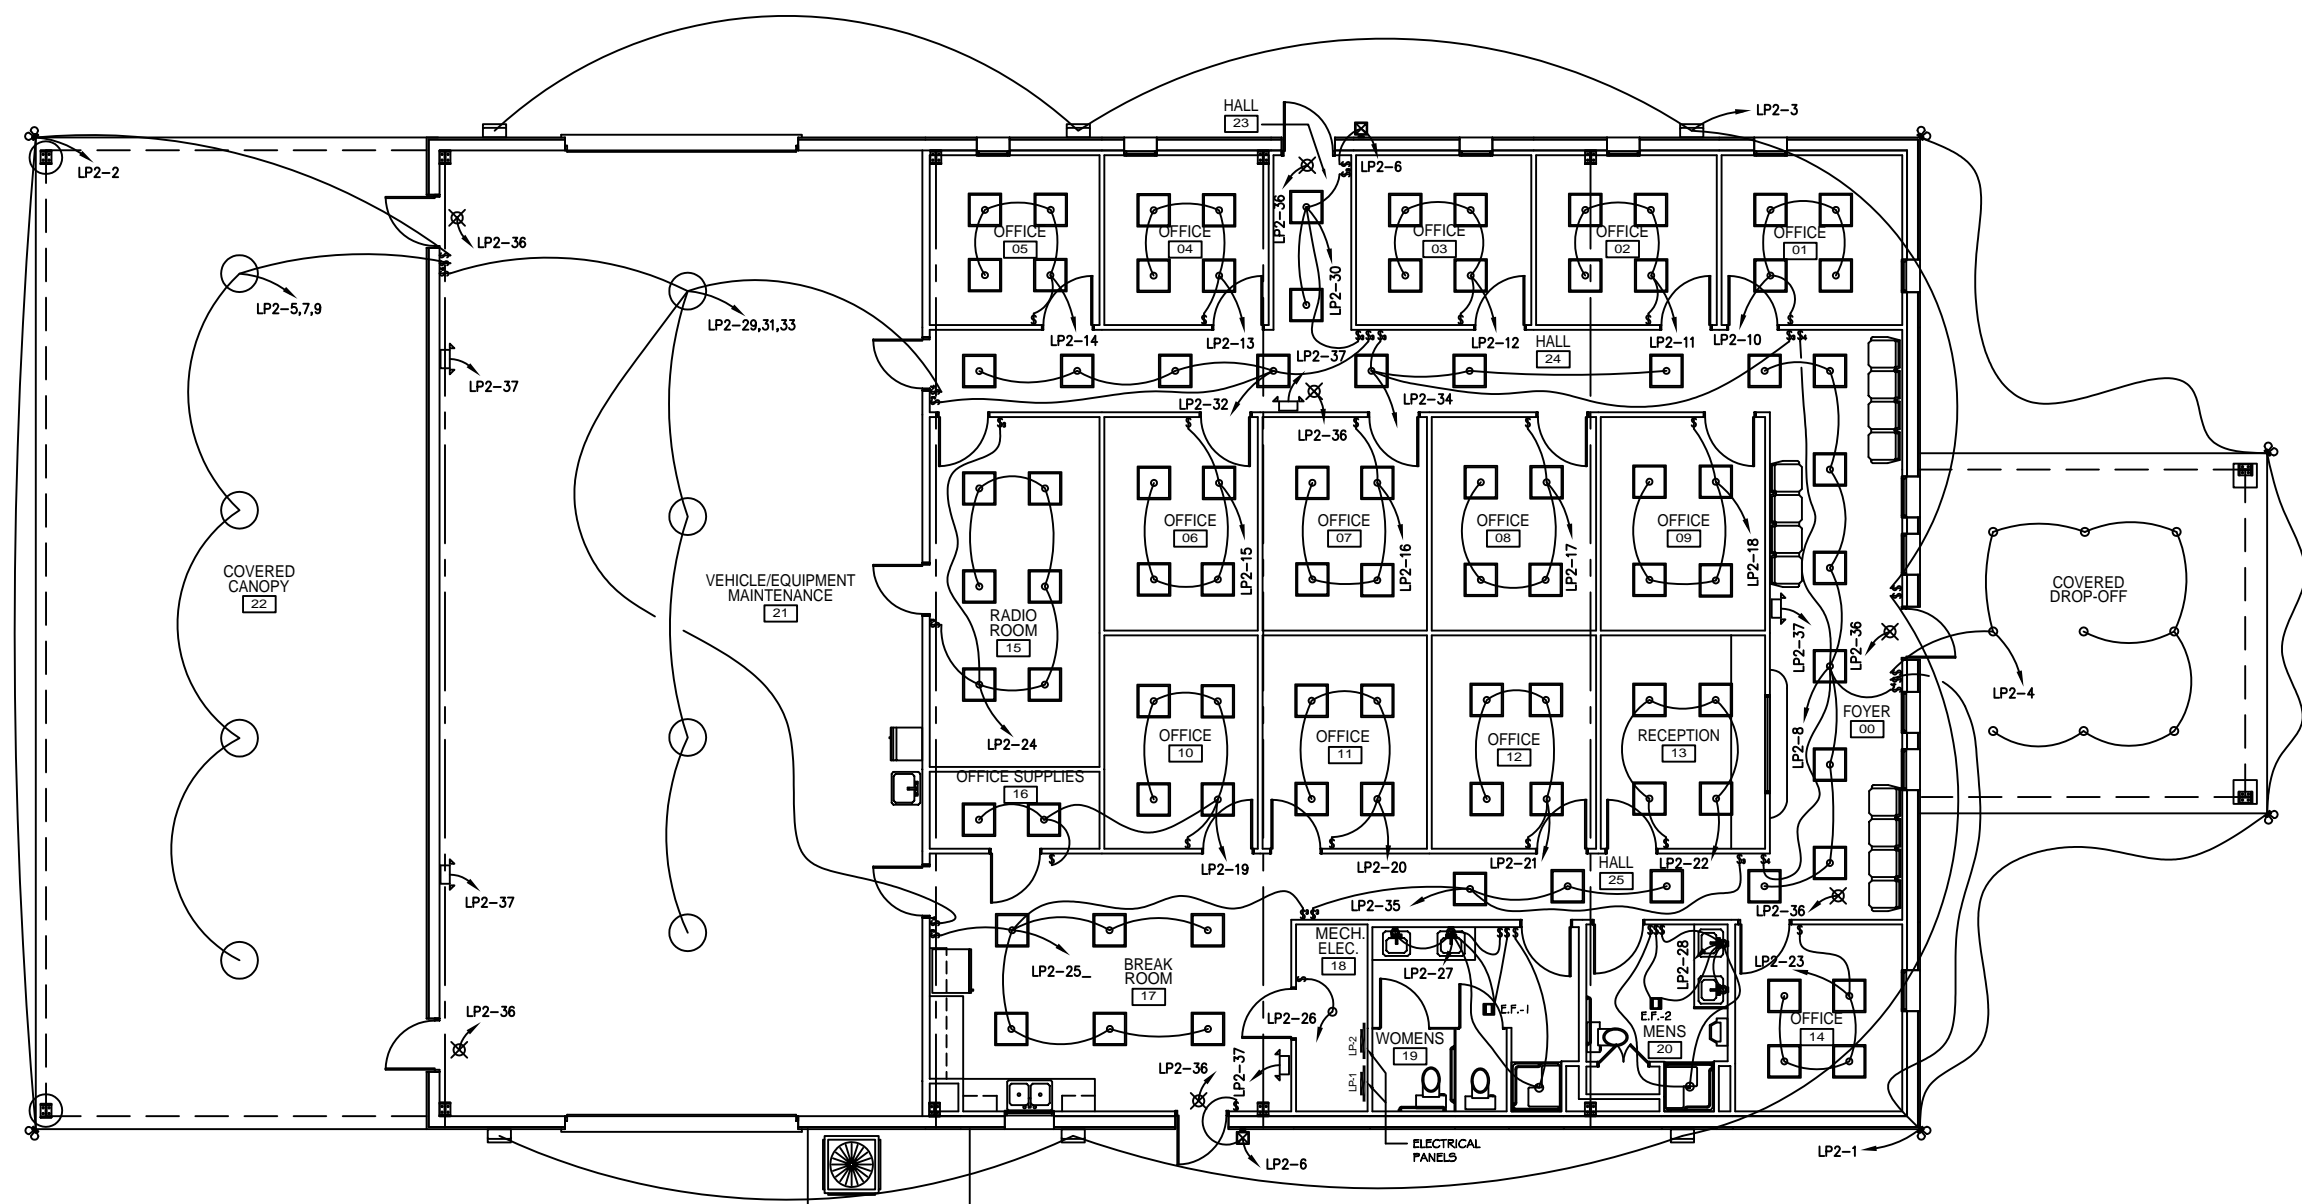 HALL
23
LP2-3
LP2-2
LP2-6
LP2-36
LP2-36
OFFICE
05
OFFICE
04
OFFICE
03
OFFICE
02
OFFICE
01
LP2-30
LP2-5,7,9
LP2-29,31,33
LP2-14
LP2-13
LP2-37
LP2-12
HALL
24
LP2-11
LP2-10
LP2-37
LP2-32
LP2-34
LP2-36
OFFICE
06
OFFICE
07
OFFICE
08
OFFICE
09
LP2-15
LP2-16
LP2-17
LP2-18
COVERED
CANOPY
22
VEHICLE/EQUIPMENT
MAINTENANCE
21
COVERED
DROP-OFF
RADIO
ROOM
15
LP2-37
LP2-36
LP2-4
FOYER
00
LP2-8
LP2-24
OFFICE
10
OFFICE
11
OFFICE
12
RECEPTION
13
OFFICE SUPPLIES
16
LP2-19
LP2-20
LP2-21
HALL
25
LP2-22
LP2-37
LP2-35
LP2-36
MECH.
ELEC.
18
LP2-25_
BREAK
ROOM
17
LP2-27
LP2-28
LP2-23
LP2-36
LP2-26
E.F.-1
E.F.-2
WOMENS
19
MENS
20
OFFICE
14
LP-2
LP-1
LP2-36
LP2-37
ELECTRICAL
PANELS
LP2-6
LP2-1